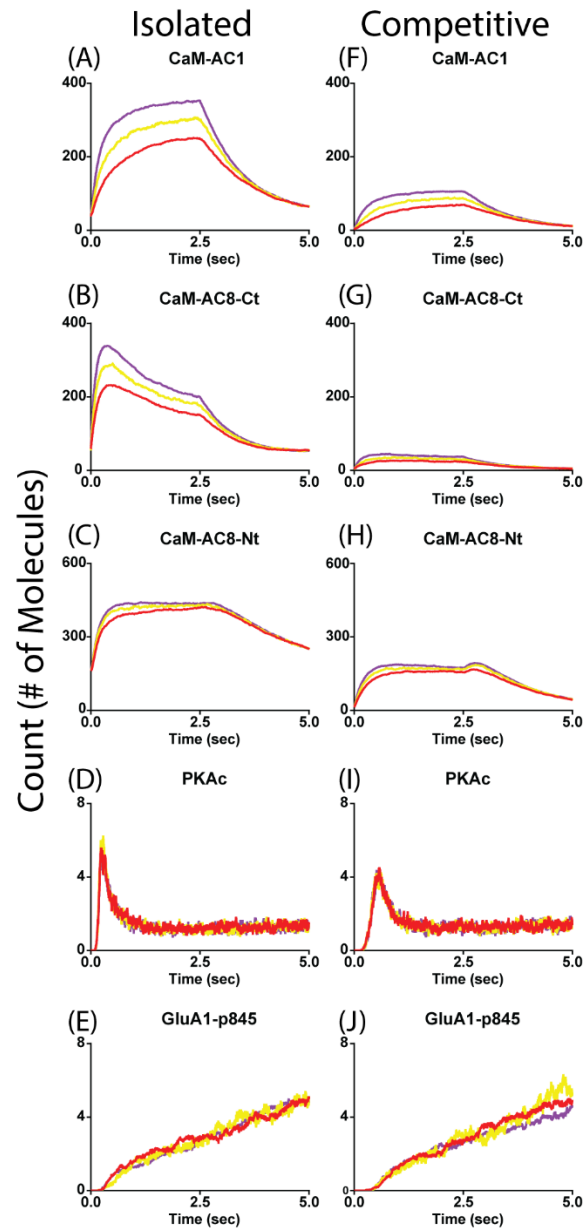 Isolated Competitive
(A) CaM-AC1 (F) CaM-AC1
400 400
200 200
0 0
0.0 2.5 5.0 0.0 2.5 5.0
Time (sec) Time (sec)
(B) CaM-AC8-Ct (G) CaM-AC8-Ct
400 400
200 200
0 0
0.0 2.5 5.0 0.0 2.5 5.0
Time (sec) Time (sec)
(C) CaM-AC8-Nt (H) CaM-AC8-Nt
600 600
300 300
0 0
0.0 2.5 5.0 0.0 2.5 5.0
Time (sec) Time (sec)
Count (# of Molecules)
(D) PKAc (I) PKAc
8 8
4 4
0 0
0.0 2.5 5.0 0.0 2.5 5.0
Time (sec) Time (sec)
(E) GluA1-p845 (J) GluA1-p845
8 8
4 4
0 0
0.0 2.5 5.0 0.0 2.5 5.0
Time (sec) Time (sec)